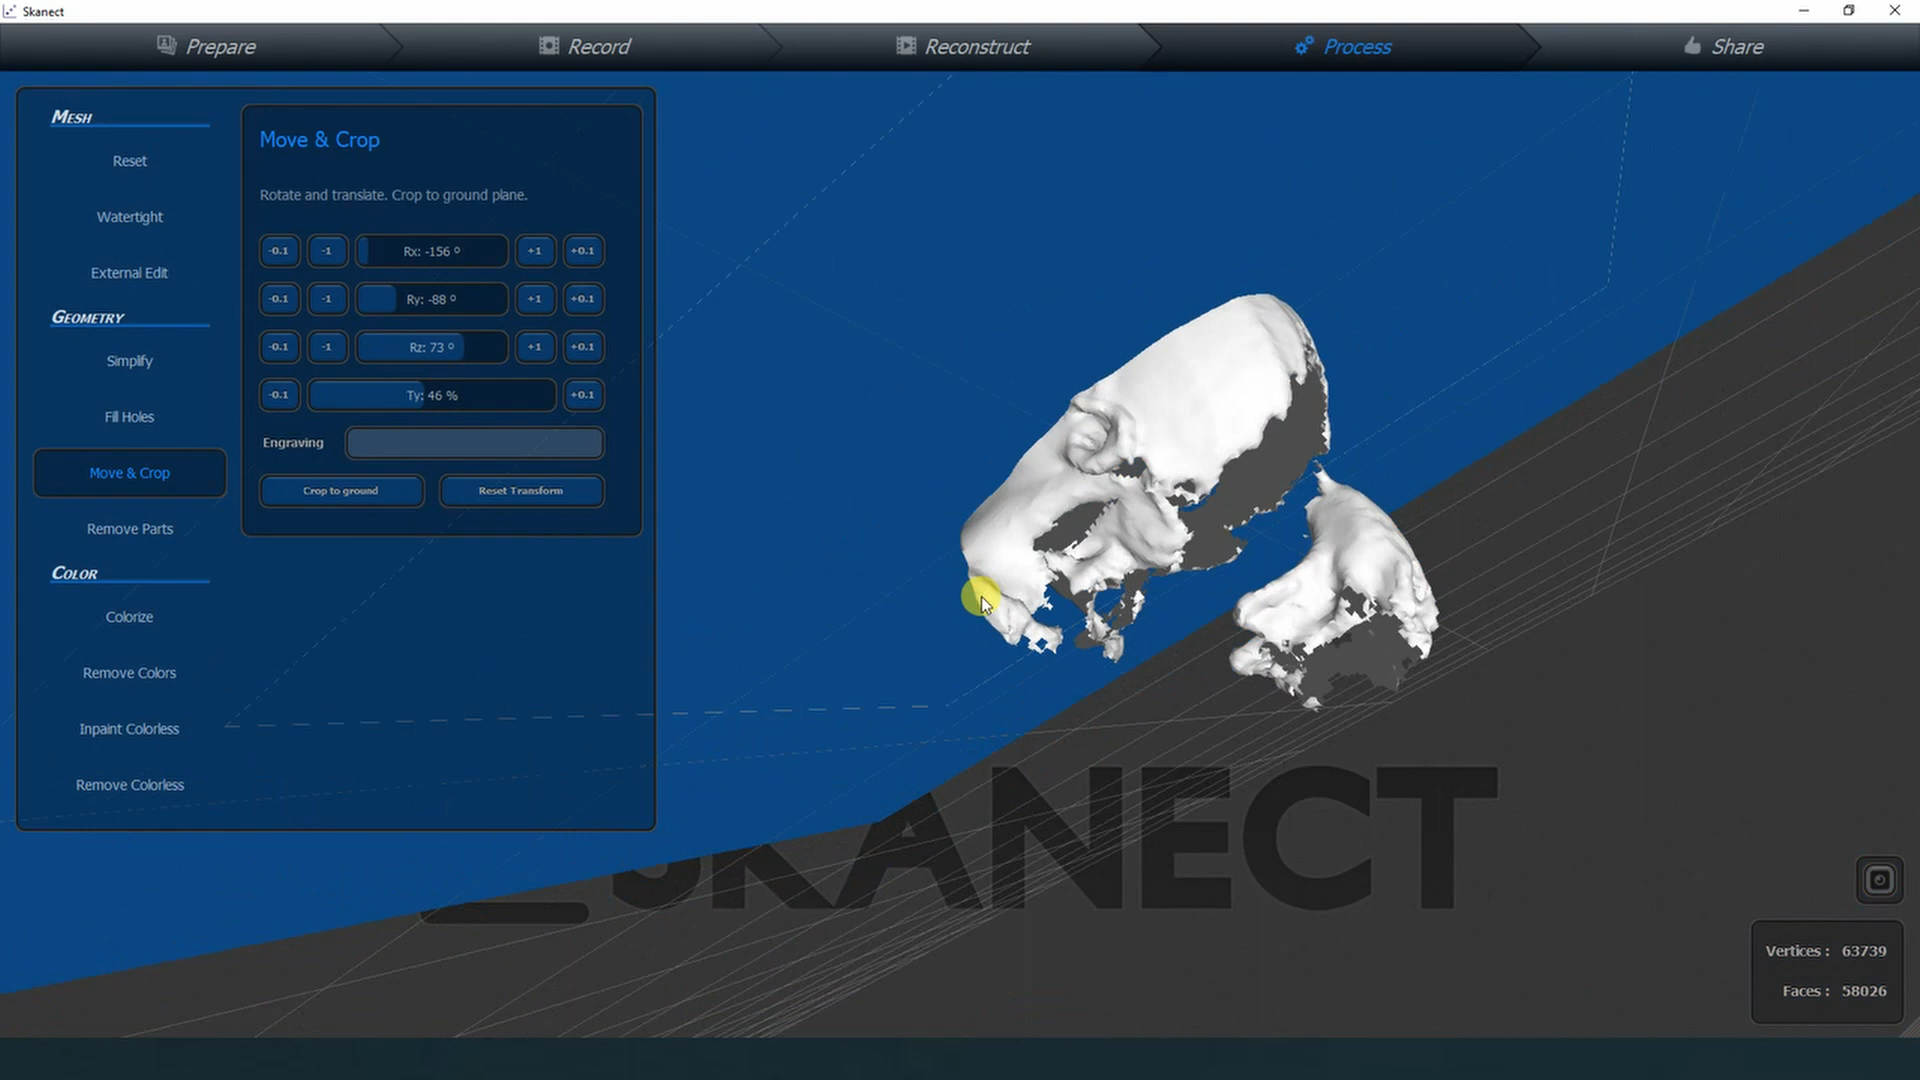 Skanect
Prepare
Record
Reconstruct
Process
Share
MESH
Reset
Watertight
External Edit
GEOMETRY
Simplify
Fill Holes
Move & Crop
Remove Parts
COLOR
Colorize
Remove Colors
Inpaint Colorless
Remove Colorless
Move & Crop
Rotate and translate. Crop to ground plane.
-0.1 -1 Rx: -156 º +1 +0.1
-0.1 -1 Ry: -88 º +1 +0.1
-0.1 -1 Rz: 73 º +1 +0.1
-0.1 Ty: 46 % +0.1
Engraving
Crop to ground Reset Transform
SKANECT
Vertices : 63739
Faces : 58026